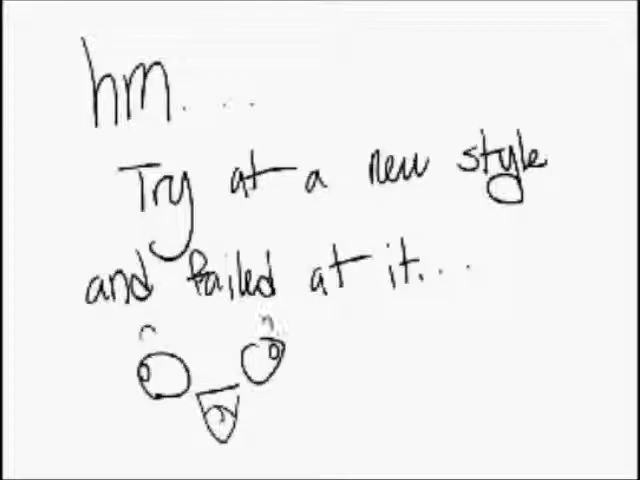 hm....
Try at a new style
and failed at it...